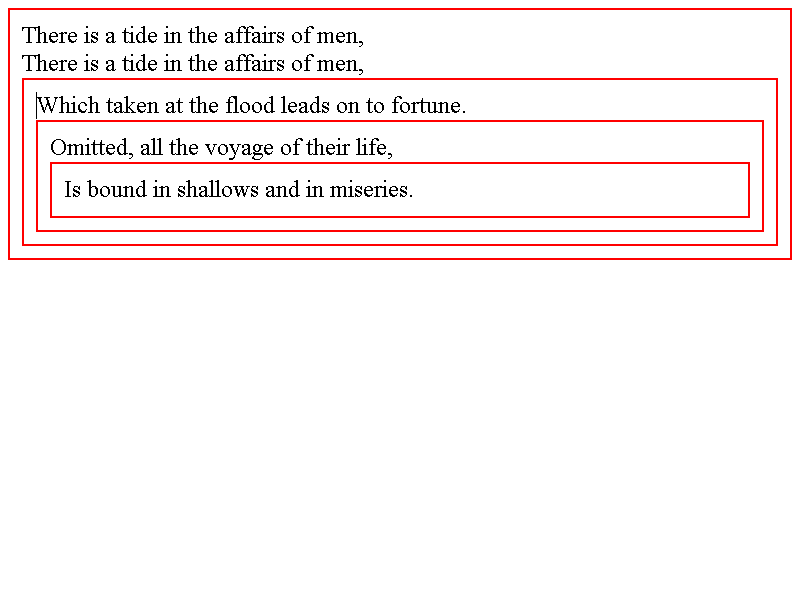 There is a tide in the affairs of men,
There is a tide in the affairs of men,
Which taken at the flood leads on to fortune.
Omitted, all the voyage of their life,
Is bound in shallows and in miseries.